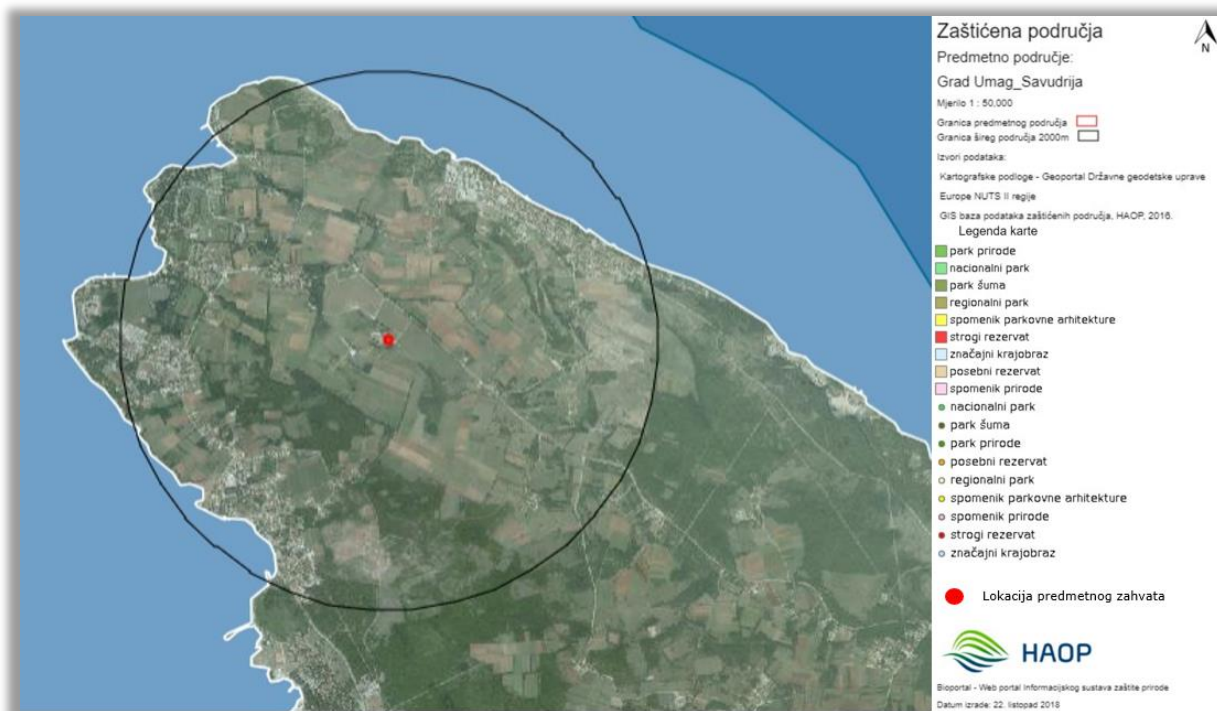 Zaštićena područja
N
Predmetno područje:
Grad Umag_Savudrija
Mjerilo 1 : 50,000
Granica predmetnog područja
Granica šireg područja 2000m
Izvori podataka:
Kartografske podloge - Geoportal Državne geodetske uprave
Europe NUTS II regije
GIS baza podataka zaštićenih područja, HAOP, 2016.
Legenda karte
park prirode
nacionalni park
park šuma
regionalni park
spomenik parkovne arhitekture
strogi rezervat
značajni krajobraz
posebni rezervat
spomenik prirode
nacionalni park
park šuma
park prirode
posebni rezervat
regionalni park
spomenik parkovne arhitekture
spomenik prirode
strogi rezervat
značajni krajobraz
Lokacija predmetnog zahvata
HAOP
Bioportal - Web portal informacijskog sustava zaštite prirode
Datum izrade: 22. listopad 2018